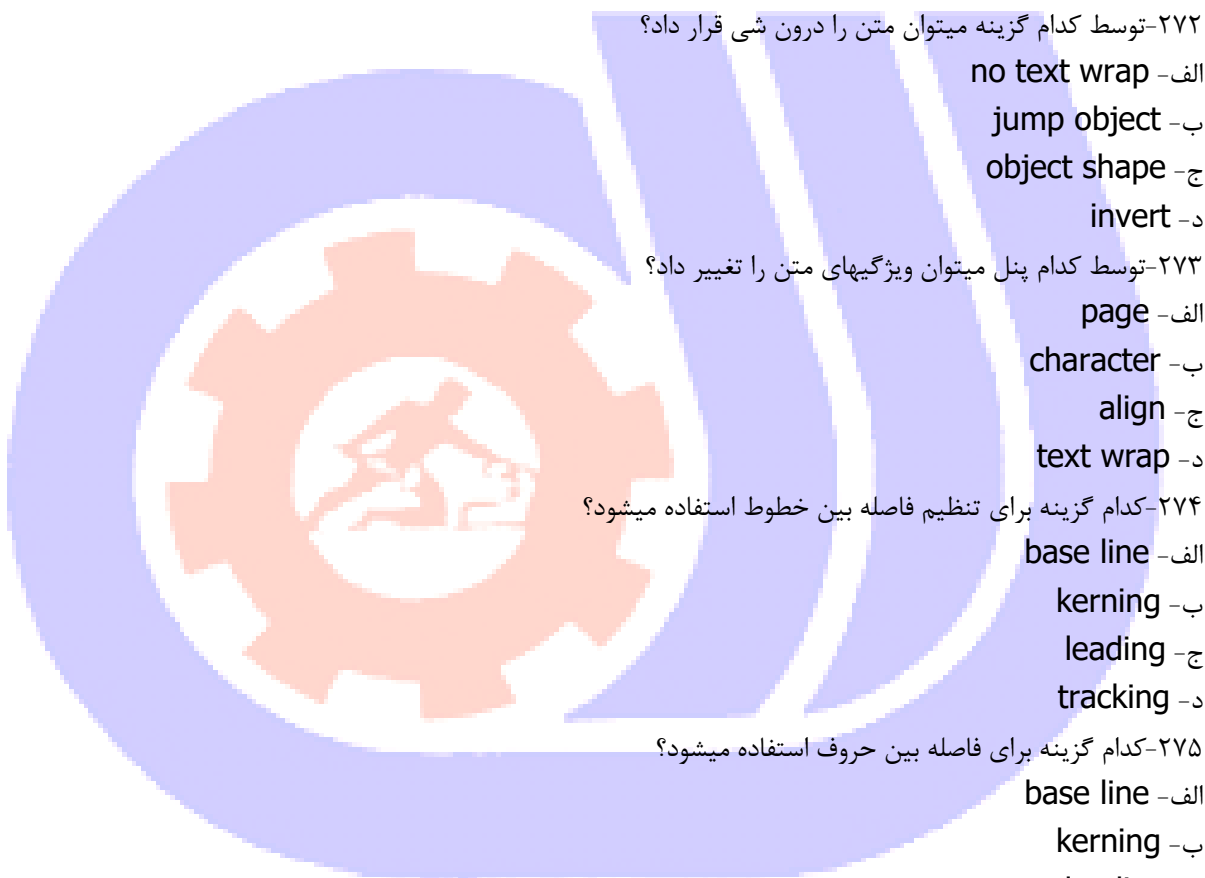 ۲۷۲-توسط کدام گزینه میتوان متن را درون شی قرار داد؟
الف- no text wrap
ب- jump object
ج- object shape
د- invert
۲۷۳-توسط کدام پنل میتوان ویژگیهای متن را تغییر داد؟
الف- page
ب- character
ج- align
د- text wrap
۲۷۴-کدام گزینه برای تنظیم فاصله بین خطوط استفاده میشود؟
الف- base line
ب- kerning
ج- leading
د- tracking
۲۷۵-کدام گزینه برای فاصله بین حروف استفاده میشود؟
الف- base line
ب- kerning